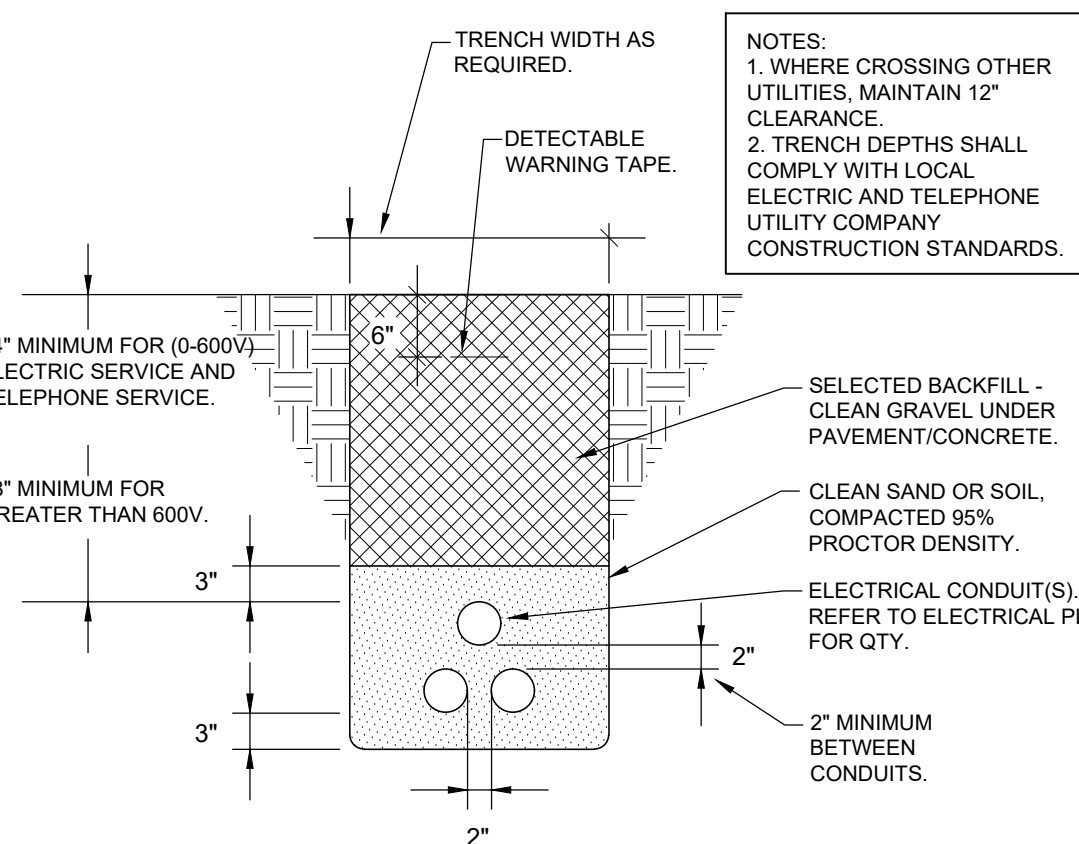 TRENCH WIDTH AS
REQUIRED.
DETECTABLE
WARNING TAPE.
NOTES:
1. WHERE CROSSING OTHER
UTILITIES, MAINTAIN 12"
CLEARANCE.
2. TRENCH DEPTHS SHALL
COMPLY WITH LOCAL
ELECTRIC AND TELEPHONE
UTILITY COMPANY
CONSTRUCTION STANDARDS.
6"
4" MINIMUM FOR (0-600V)
LECTRIC SERVICE AND
ELEPHONE SERVICE.
SELECTED BACKFILL -
CLEAN GRAVEL UNDER
PAVEMENT/CONCRETE.
MINIMUM FOR
REATER THAN 600V.
CLEAN SAND OR SOIL,
COMPACTED 95%
PROCTOR DENSITY.
3"
ELECTRICAL CONDUIT(S).
REFER TO ELECTRICAL
FOR QTY.
2"
3"
2" MINIMUM
BETWEEN
CONDUITS.
2"